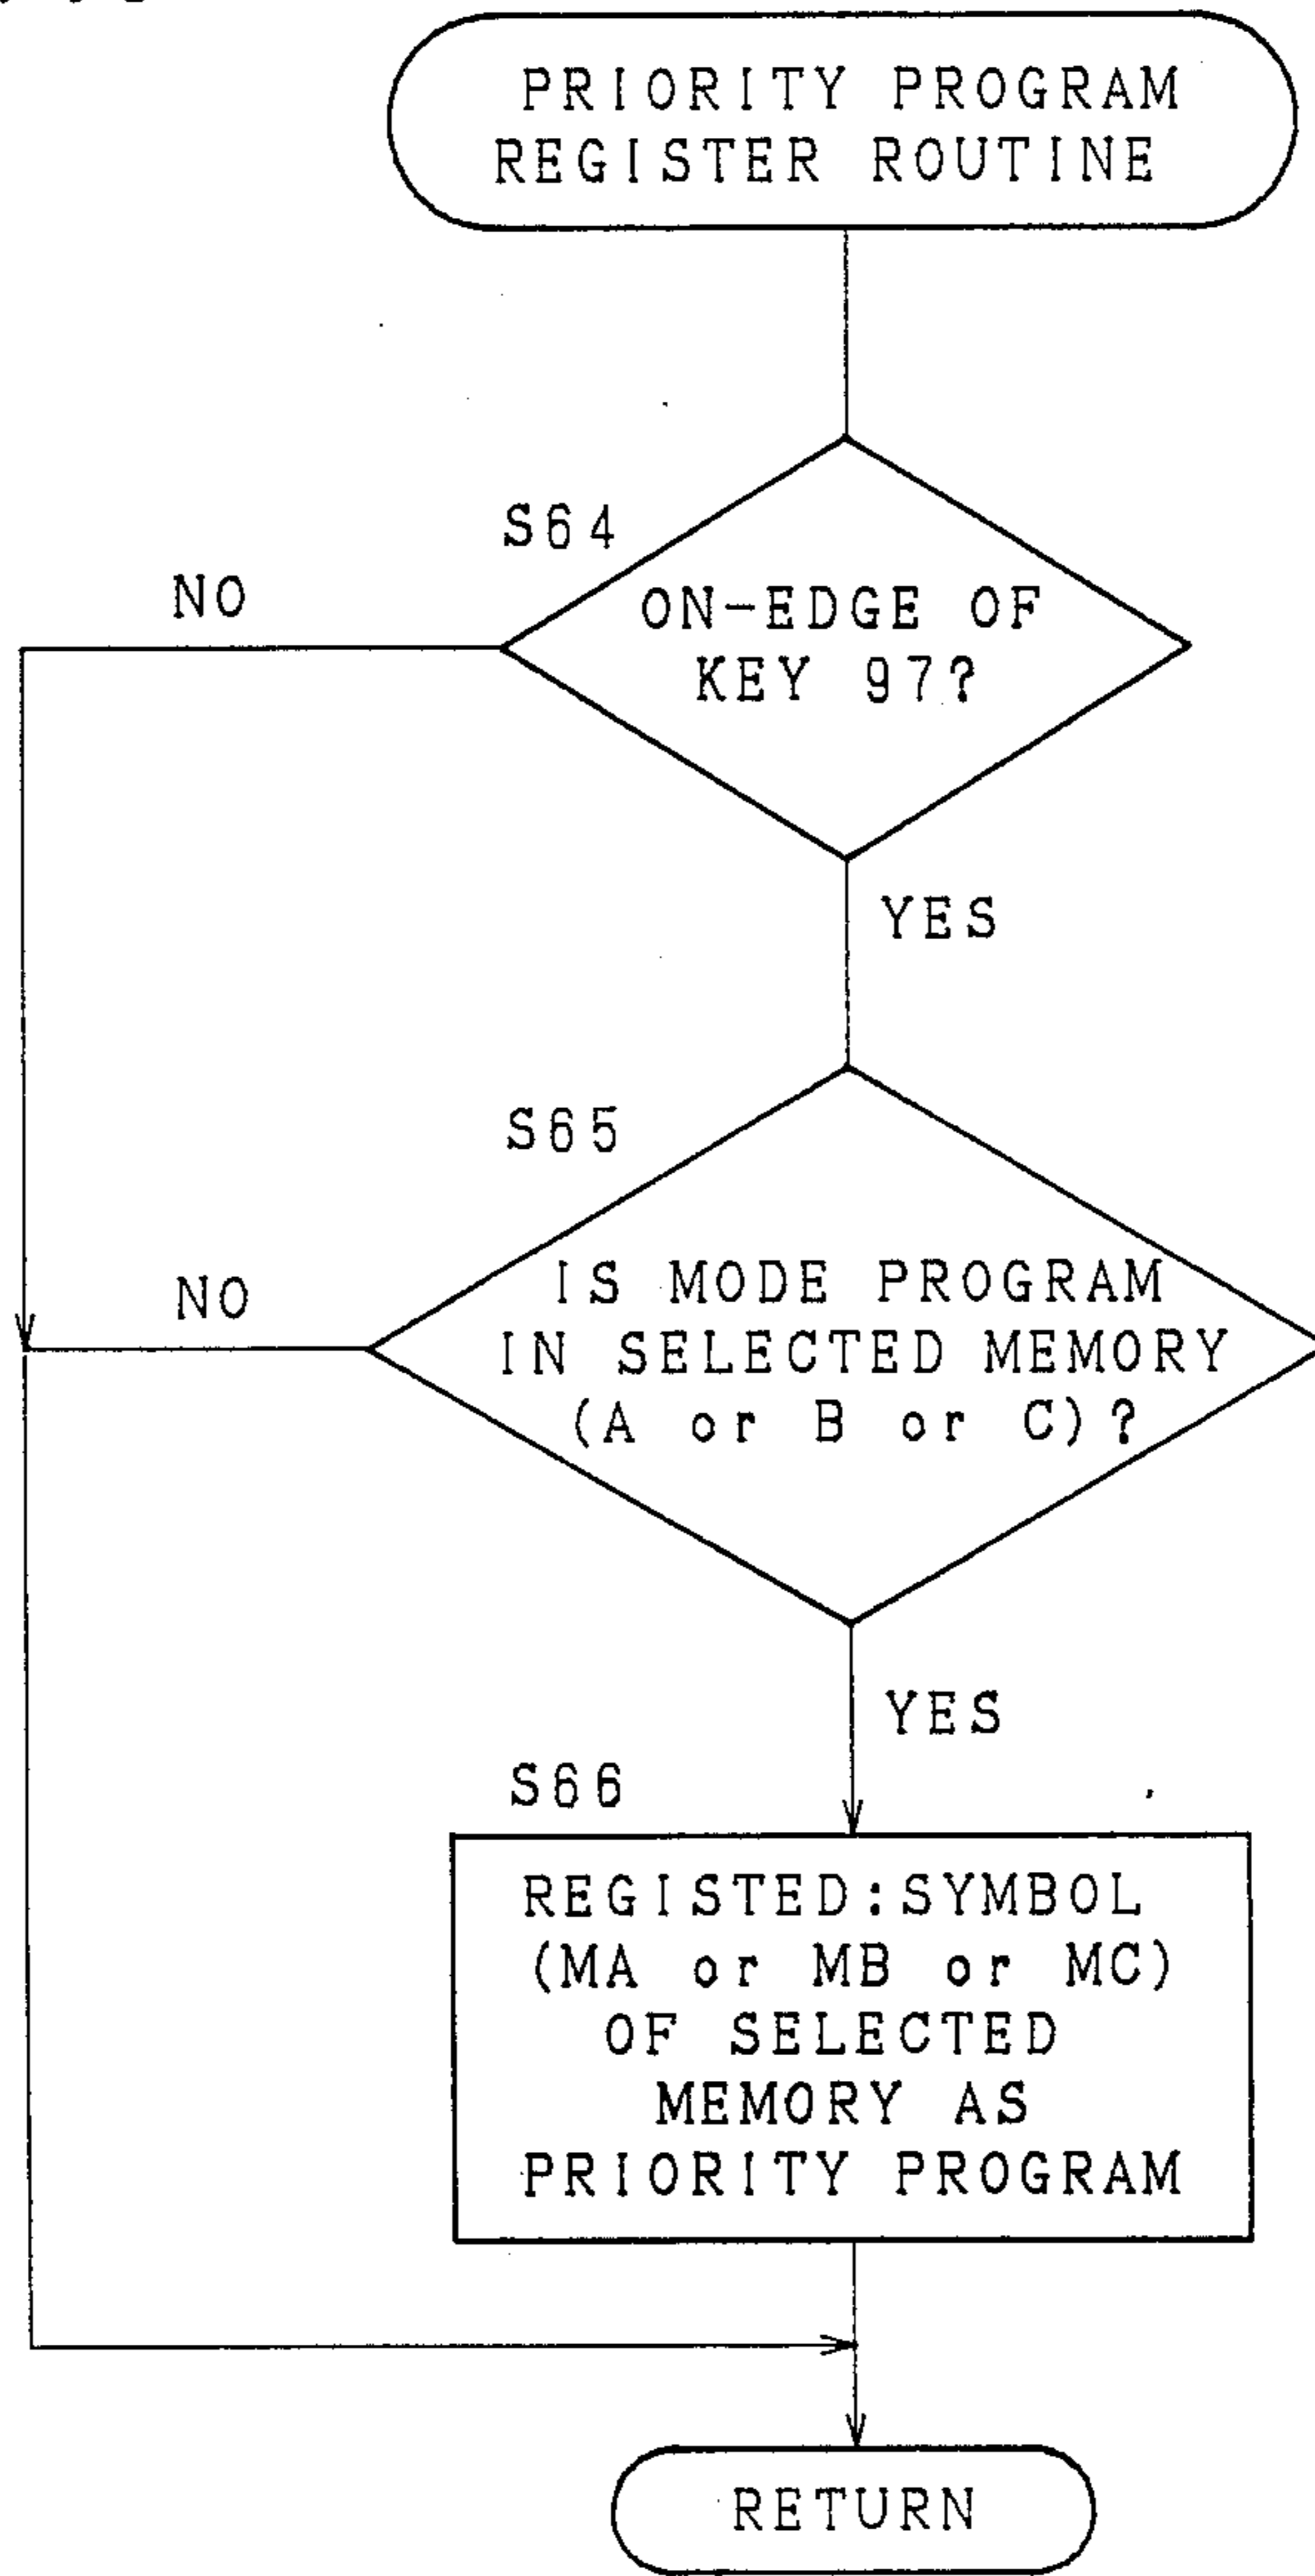 PRIORITY PROGRAM
REGISTER ROUTINE
S64
NO
ON-EDGE OF
KEY 97?
YES
S65
NO
IS MODE PROGRAM
IN SELECTED MEMORY
(A or B or C)?
YES
S66
REGISTED:SYMBOL
(MA or MB or MC)
OF SELECTED
MEMORY AS
PRIORITY PROGRAM
RETURN